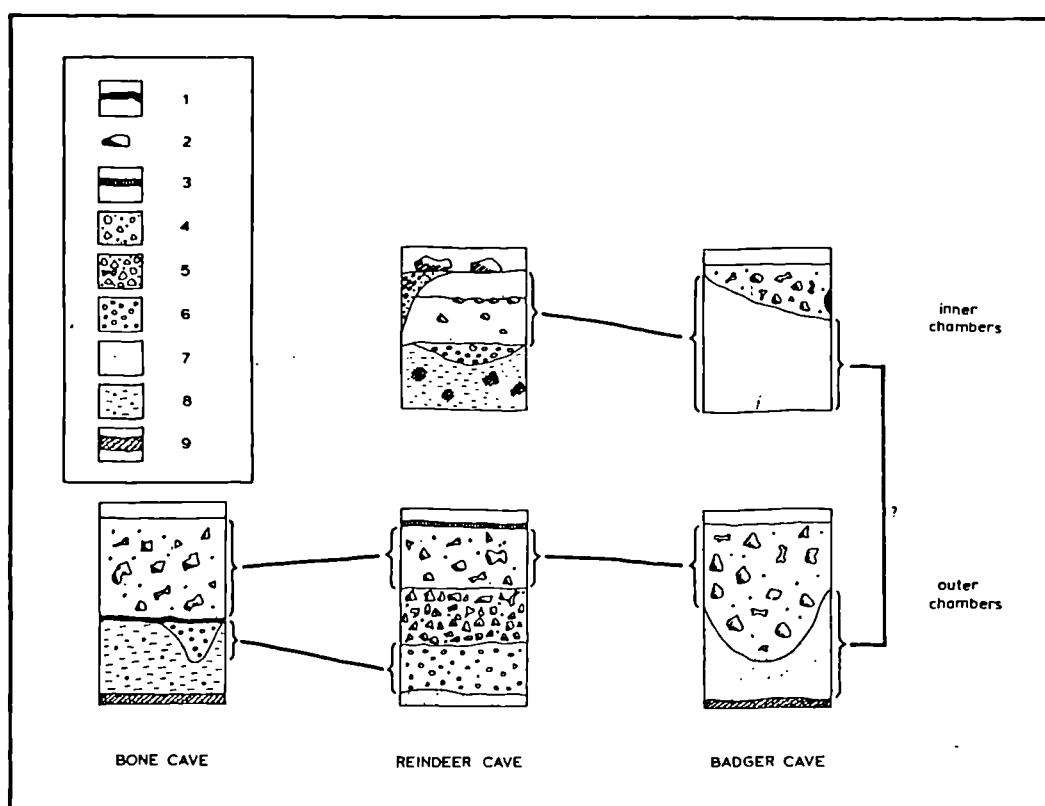 1
2
3
4
5
6
7
8
9
inner
chambers
?
outer
chambers
BONE CAVE
REINDEER CAVE
BADGER CAVE